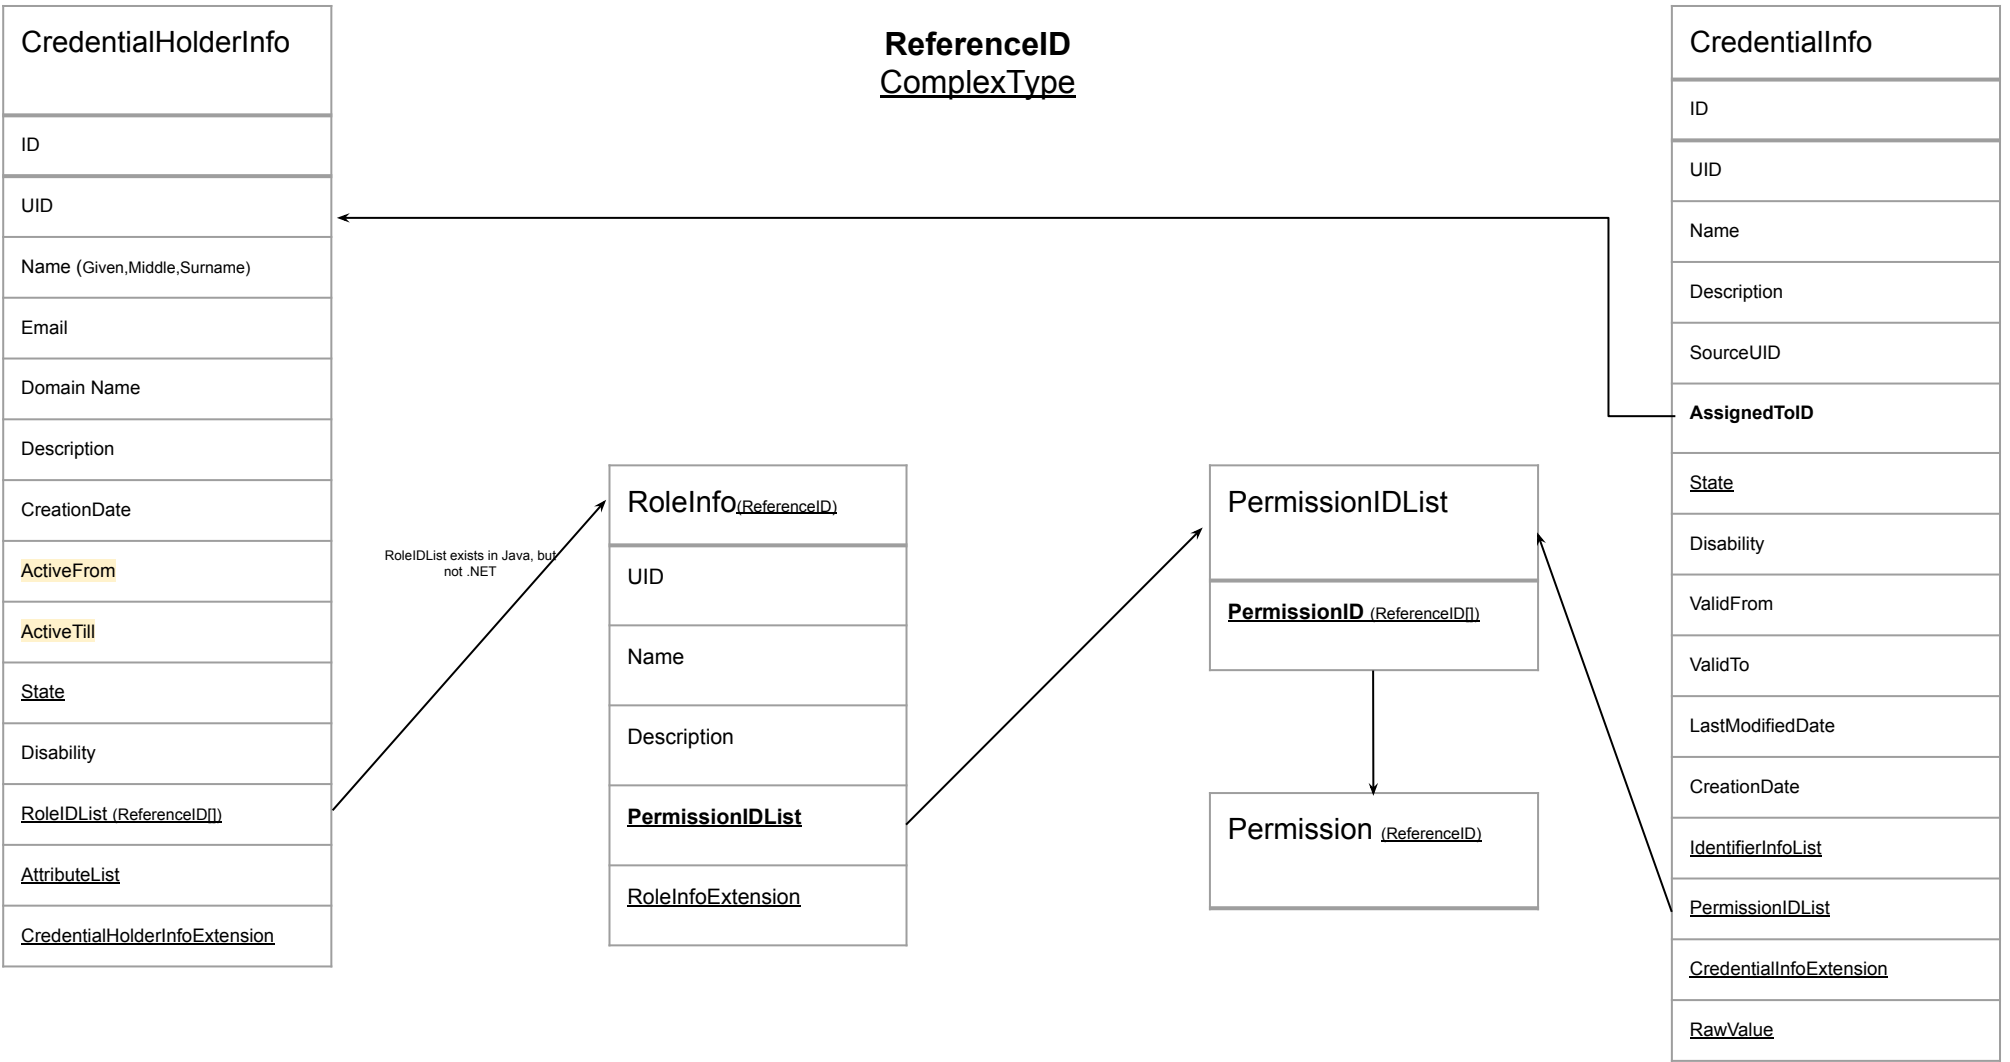 CredentialHolderInfo
ID
UID
Name (Given,Middle,Surname)
Email
Domain Name
Description
CreationDate
ActiveFrom
ActiveTill
State
Disability
RoleIDList (ReferenceID[])
AttributeList
CredentialHolderInfoExtension
ReferenceID
ComplexType
RoleIDList exists in Java, but
not .NET
RoleInfo(ReferenceID)
UID
Name
Description
PermissionIDList
RoleInfoExtension
PermissionIDList
PermissionID (ReferenceID[])
Permission (ReferenceID)
CredentialInfo
ID
UID
Name
Description
SourceUID
AssignedToID
State
Disability
ValidFrom
ValidTo
LastModifiedDate
CreationDate
IdentifierInfoList
PermissionIDList
CredentialInfoExtension
RawValue